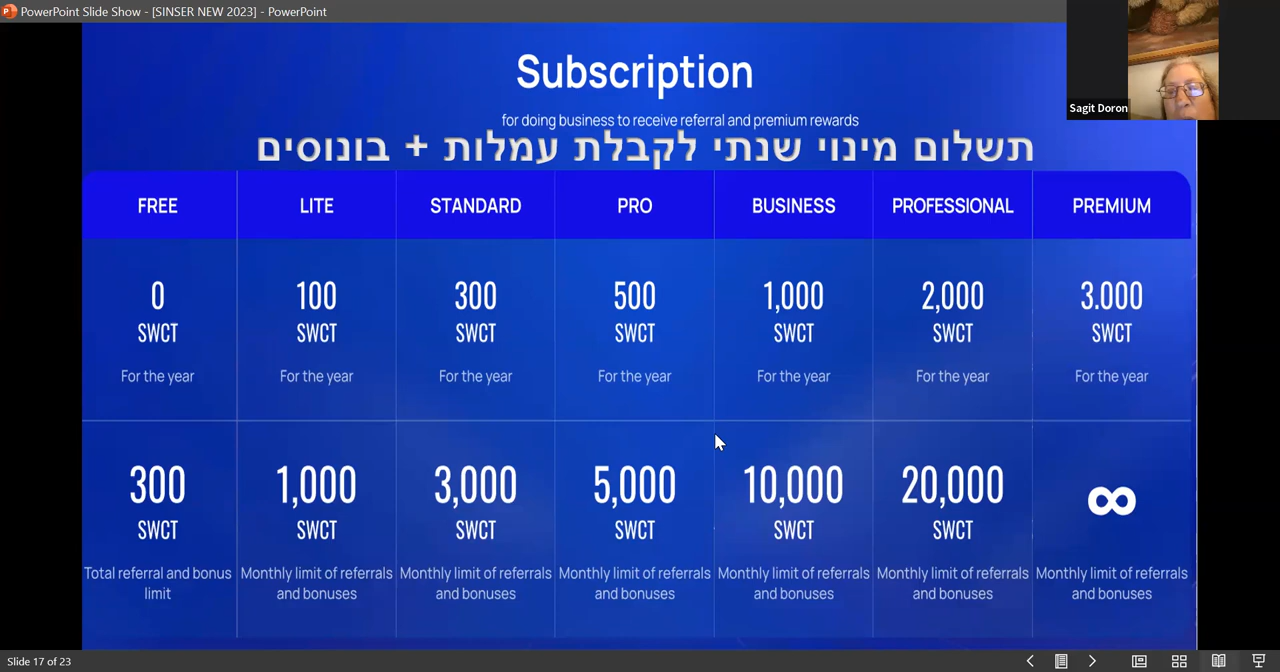 PowerPoint Slide Show - [SINSER NEW 2023] - PowerPoint
Sagit Doron
Subscription
for doing business to receive referral and premium rewards
תשלום מינוי שנתי לקבלת עמלות + בונוסים
FREE LITE STANDARD PRO BUSINESS PROFESSIONAL PREMIUM
0 100 300 500 1,000 2,000 3.000
SWCT SWCT SWCT SWCT SWCT SWCT SWCT
For the year For the year For the year For the year For the year For the year For the year
300 1,000 3,000 5,000 10,000 20,000 ∞
SWCT SWCT SWCT SWCT SWCT SWCT
Total referral and bonus Monthly limit of referrals Monthly limit of referrals Monthly limit of referrals Monthly limit of referrals Monthly limit of referrals Monthly limit of referrals
limit and bonuses and bonuses and bonuses and bonuses and bonuses and bonuses
Slide 17 of 23